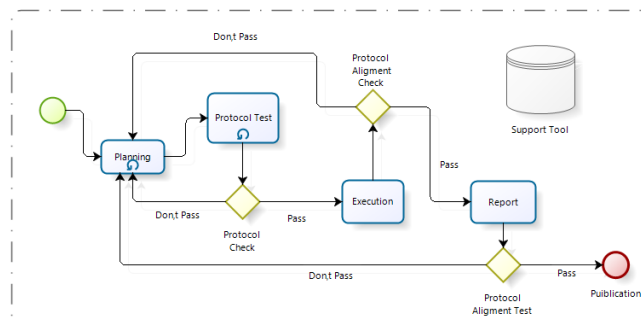 Don,t Pass
Protocol
Aligment
Check
Protocol Test
Support Tool
Planning
Pass
Execution
Report
Don,t Pass
Pass
Protocol
Check
Don,t Pass
Pass
Puiblication
Protocol
Aligment Test